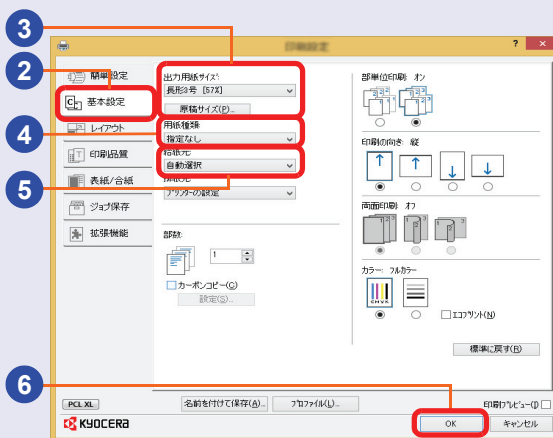 3
印刷設定
? ×
2
簡単設定
基本設定
レイアウト
印刷品質
表紙/合紙
ジョブ保存
拡張機能
出力用紙サイズ:
長形3号 [57%]
原稿サイズ(P)...
4
用紙種類:
指定なし
給紙元:
自動選択
5
プリンターの設定
部数:
1
カーボンコピー(C)
設定(S)...
部単位印刷: オン
印刷の向き: 縦
両面印刷: オフ
カラー: フルカラー
CMYK
エコプリント(N)
標準に戻す(R)
6
PCL XL
名前を付けて保存(A)...
プロファイル(L)...
印刷プレビュー(I)
KYOCERA
OK
キャンセル